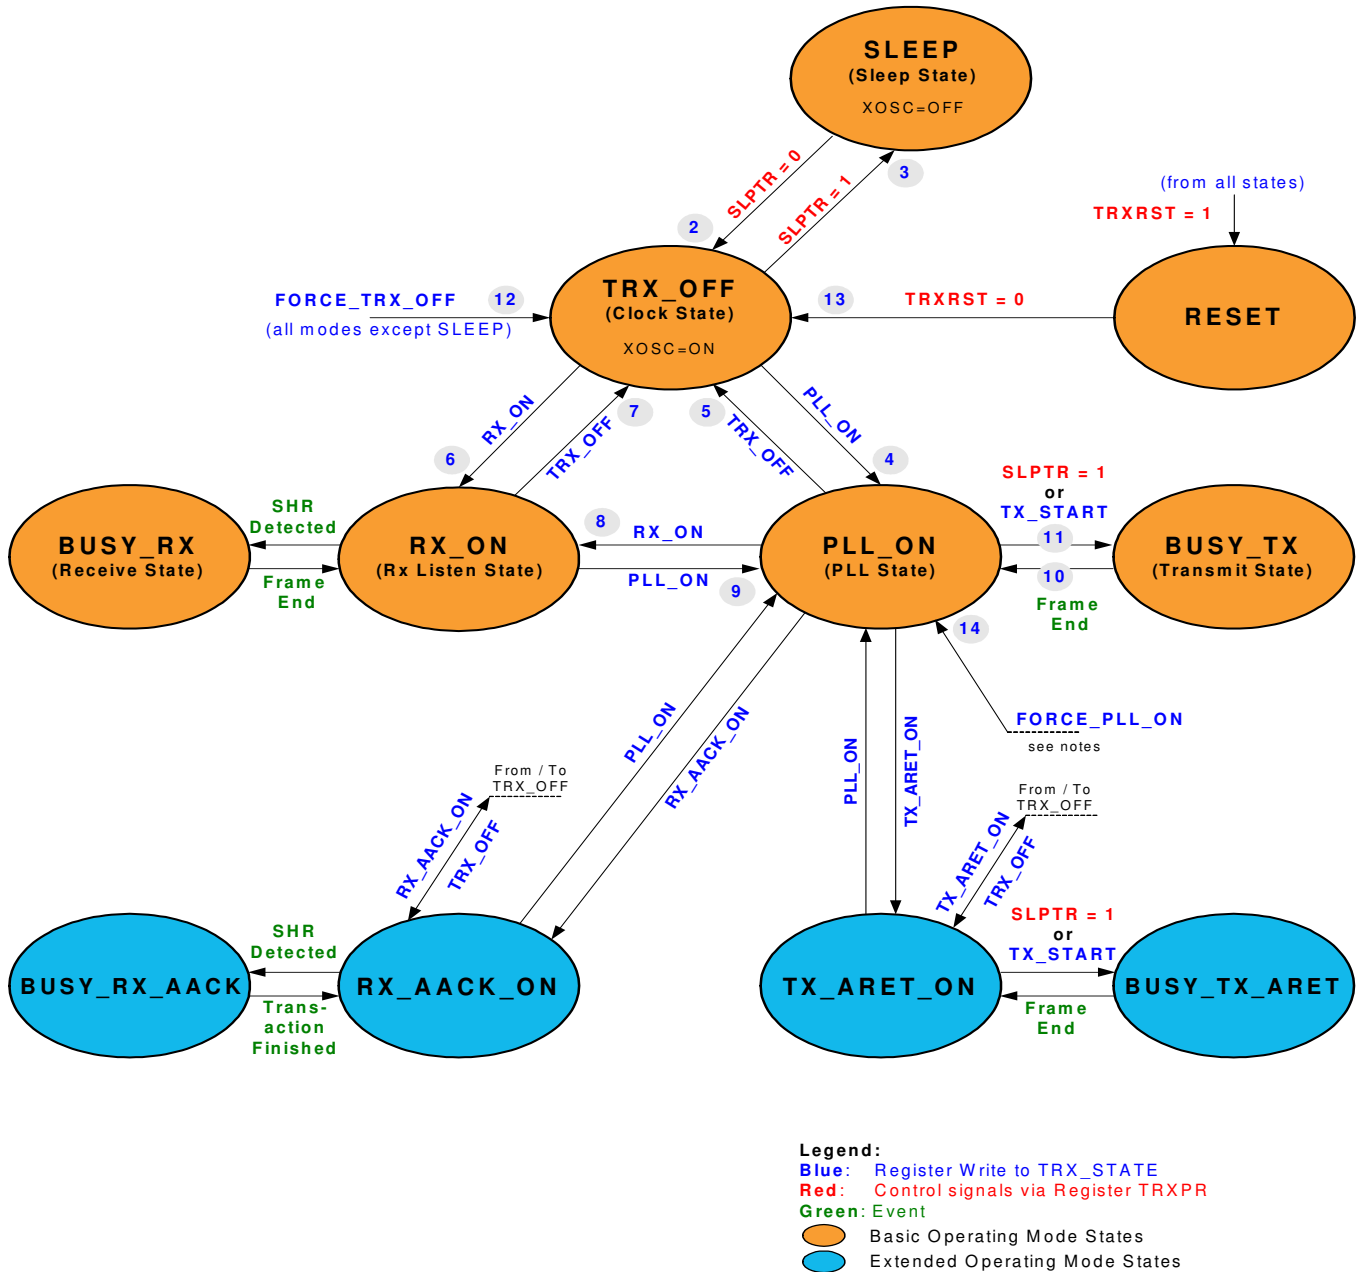 SLEEP
(Sleep State)
XOSC=OFF
SLPTR = 0
SLPTR = 1
3
2
(from all states)
TRXRST = 1
TRX_OFF
(Clock State)
XOSC=ON
FORCE_TRX_OFF
12
(all modes except SLEEP)
13
TRXRST = 0
RESET
RX_ON
6
TRX_OFF
7
5
TRX_OFF
PLL_ON
4
SHR
Detected
BUSY_RX
(Receive State)
Frame
End
RX_ON
(Rx Listen State)
8
RX_ON
PLL_ON
9
PLL_ON
(PLL State)
SLPTR = 1
or
TX_START
11
10
Frame
End
BUSY_TX
(Transmit State)
14
FORCE_PLL_ON
see notes
PLL_ON
RX_AACK_ON
PLL_ON
TX_ARET_ON
From / To
TRX_OFF
RX_AACK_ON
TRX_OFF
From / To
TRX_OFF
TX_ARET_ON
TRX_OFF
SHR
Detected
BUSY_RX_AACK
Trans-
action
Finished
RX_AACK_ON
TX_ARET_ON
SLPTR = 1
or
TX_START
Frame
End
BUSY_TX_ARET
Legend:
Blue: Register Write to TRX_STATE
Red: Control signals via Register TRXPR
Green: Event
Basic Operating Mode States
Extended Operating Mode States